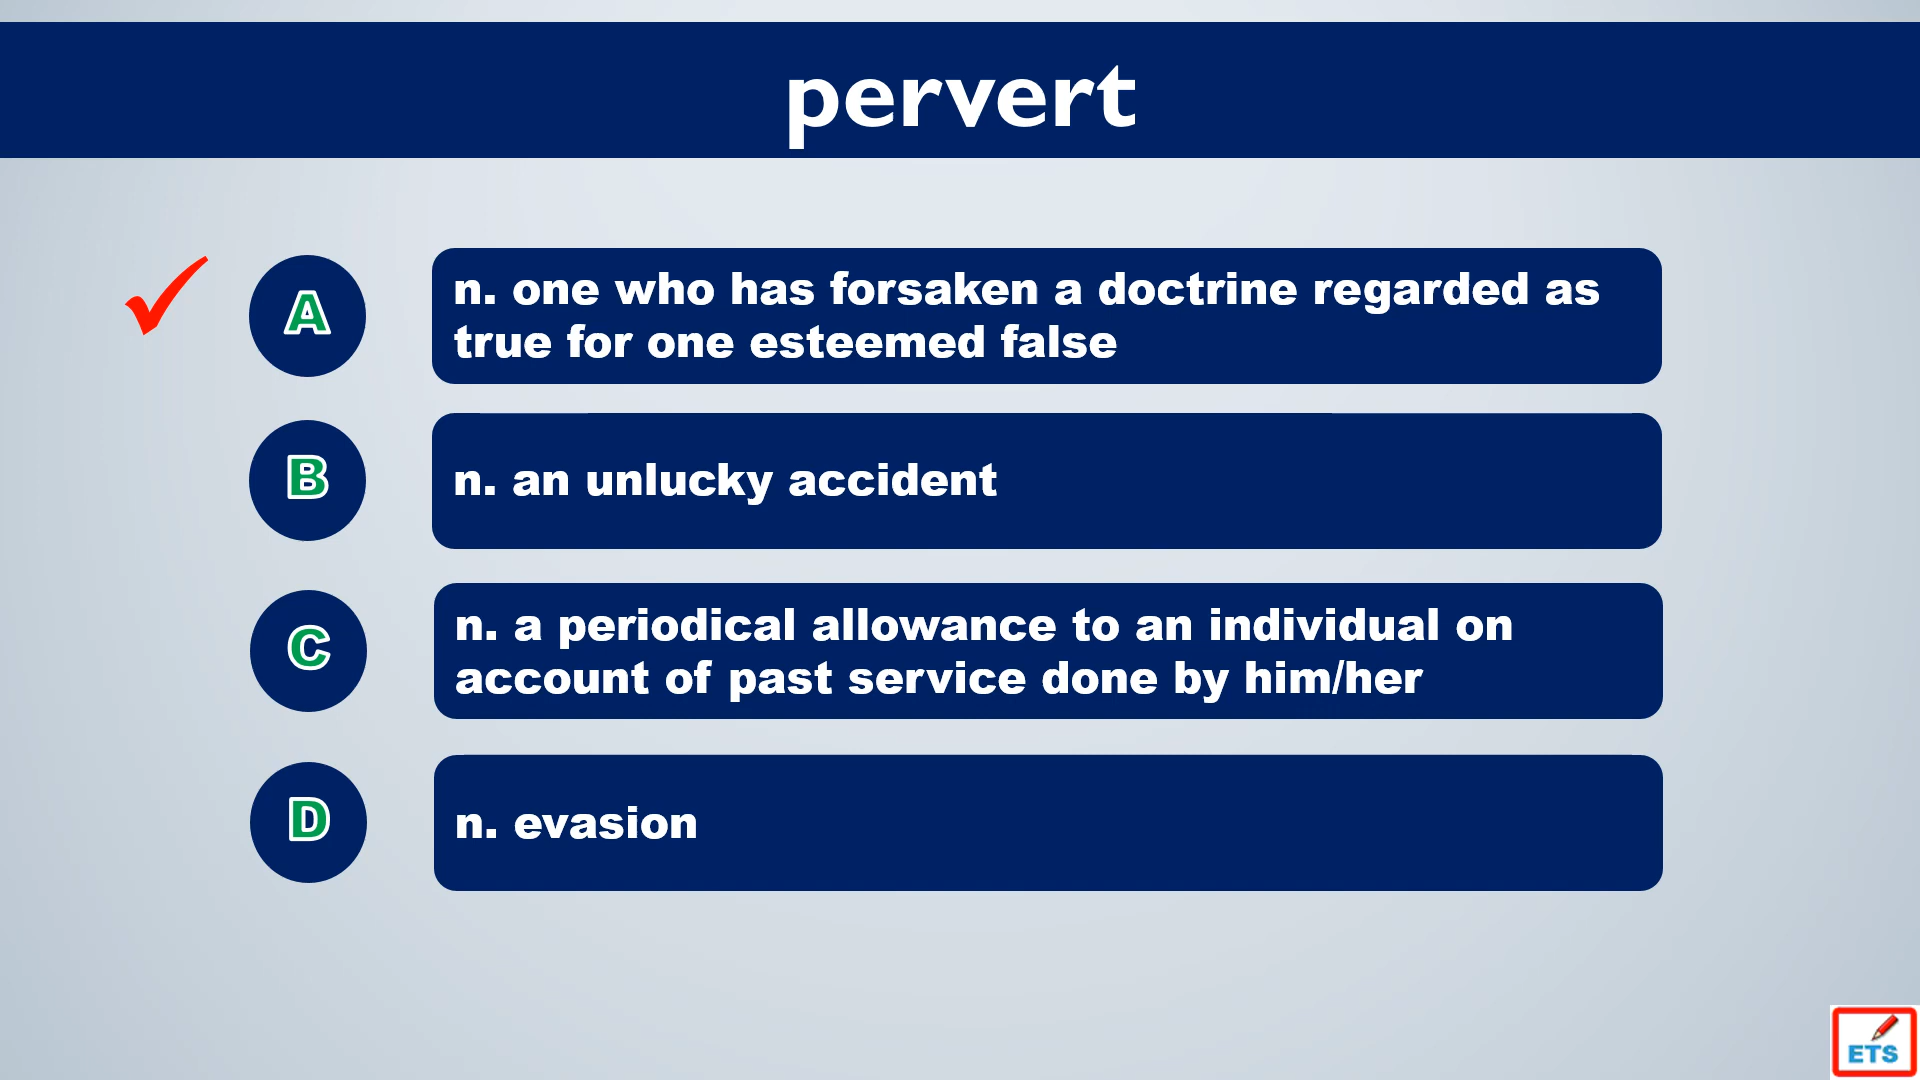 pervert
A
n. one who has forsaken a doctrine regarded as
true for one esteemed false
B
n. an unlucky accident
C
n. a periodical allowance to an individual on
account of past service done by him/her
D
n. evasion
ETS